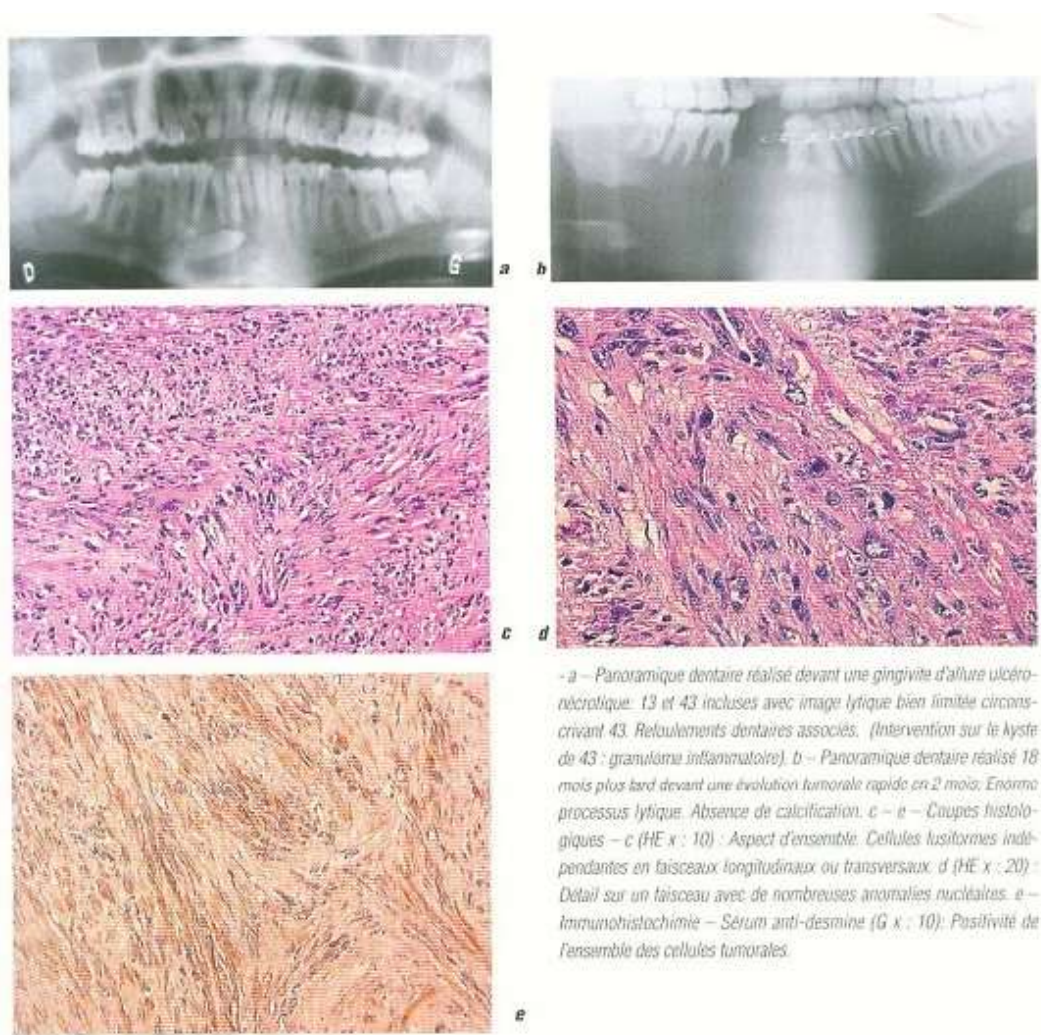 D
G
a
b
c
d
- a – Panoramique dentaire réalisé devant une gingivite d'allure ulcéro-
nécrotique. 13 et 43 incluses avec image lytique bien limitée circons-
crivant 43. Refoulements dentaires associés. (Intervention sur le kyste
de 43 : granulome inflammatoire). b – Panoramique dentaire réalisé 18
mois plus tard devant une évolution tumorale rapide en 2 mois. Enorme
processus lytique. Absence de calcification. c – e – Coupes histolo-
giques – c (HE x : 10) : Aspect d'ensemble. Cellules fusiformes indé-
pendantes en faisceaux longitudinaux ou transversaux. d (HE x : 20) :
Détail sur un faisceau avec de nombreuses anomalies nucléaires. e –
Immunohistochimie – Sérum anti-desmine (G x : 10): Positivité de
l'ensemble des cellules tumorales.
e